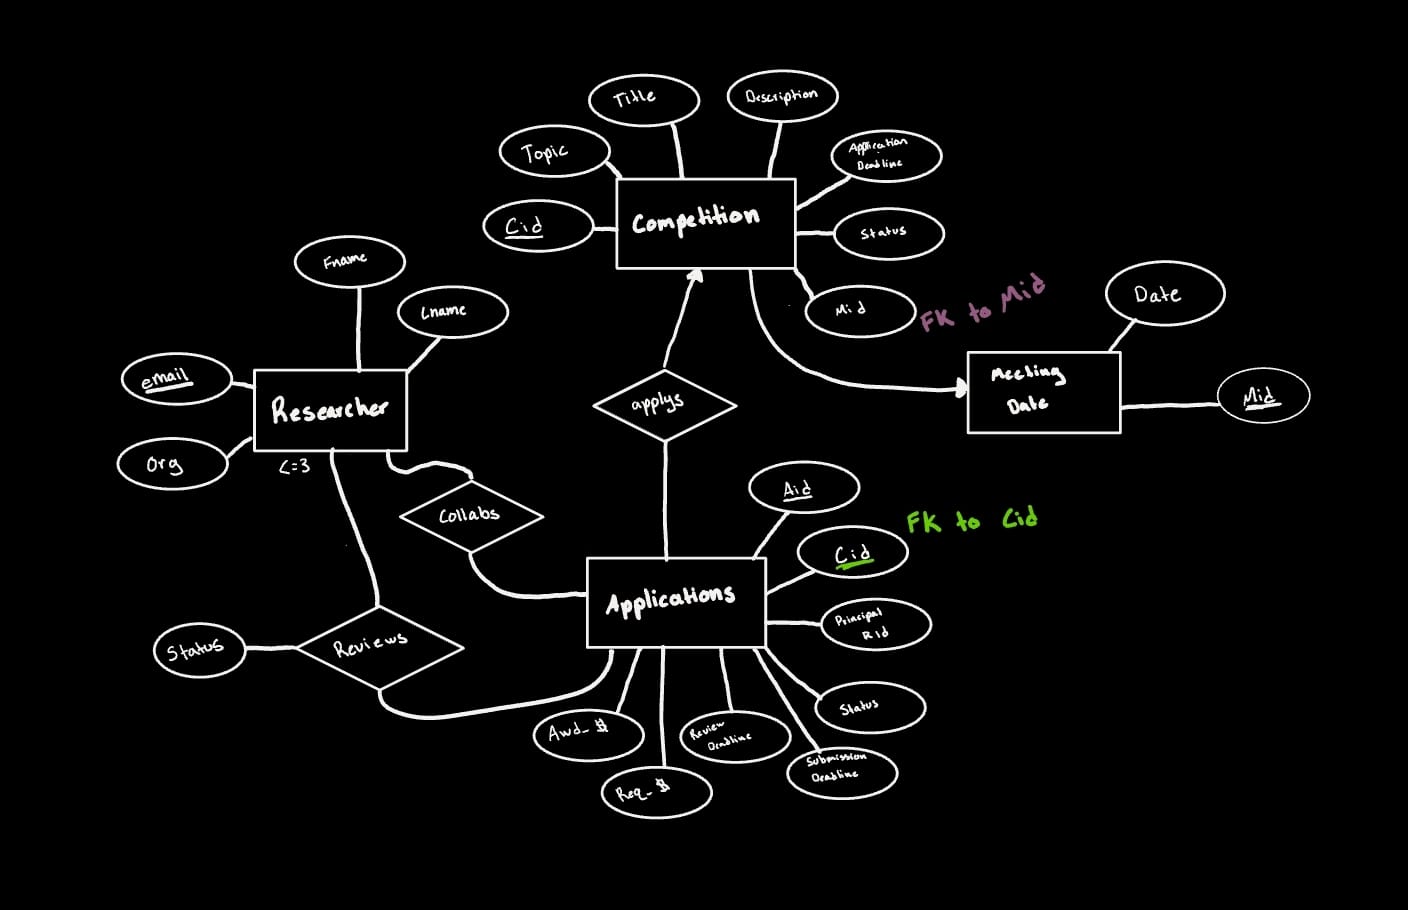 Title
Description
Topic
Application
Deadline
Cid
Competition
Status
Fname
Mid
FK to Mid
Lname
Date
email
Researcher
Meeting
Date
Mid
applys
Org
<=3
Collabs
Aid
FK to Cid
Cid
Applications
Principal
Rid
Status
Reviews
Status
Awd_$
Review
Deadline
Submission
Deadline
Req_$